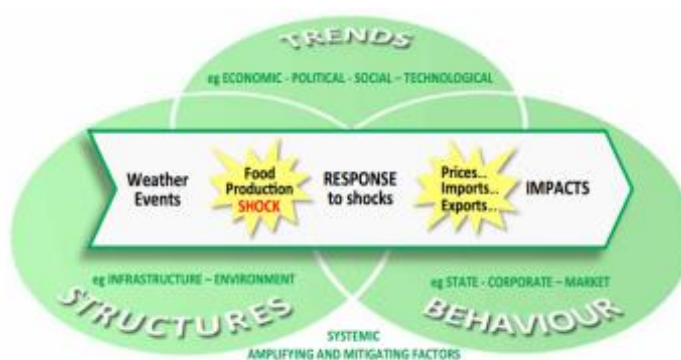 TRENDS
eg ECONOMIC - POLITICAL - SOCIAL – TECHNOLOGICAL
Weather
Events
Food
Production
SHOCK
RESPONSE
to shocks
Prices...
Imports...
Exports...
IMPACTS
eg INFRASTRUCTURE – ENVIRONMENT
STRUCTURES
eg STATE - CORPORATE – MARKET
BEHAVIOUR
SYSTEMIC
AMPLIFYING AND MITIGATING FACTORS